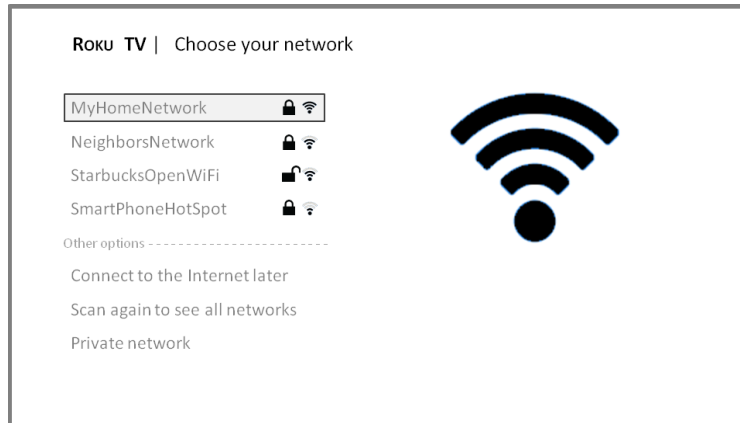 ROKU TV | Choose your network
MyHomeNetwork
NeighborsNetwork
StarbucksOpenWiFi
SmartPhoneHotSpot
Other options
Connect to the Internet later
Scan again to see all networks
Private network